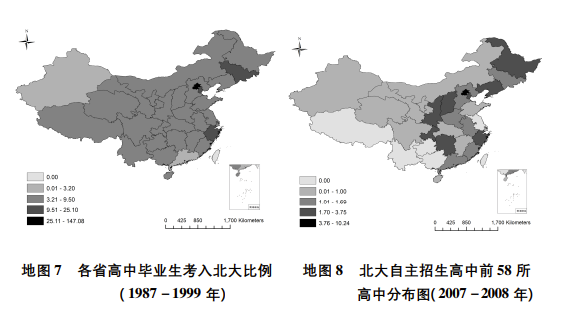 0.00
0.01 - 3.20
3.21 - 9.50
9.51 - 25.10
25.11 - 147.08
0 425 850 1,700 Kilometers
地图 7 各省高中毕业生考入北大比例
(1987-1999 年)
0.00
0.01 - 1.00
1.01 - 1.69
1.70 - 3.75
3.76 - 10.24
0 425 850 1,700 Kilometers
地图 8 北大自主招生高中前 58 所
高中分布图(2007-2008 年)